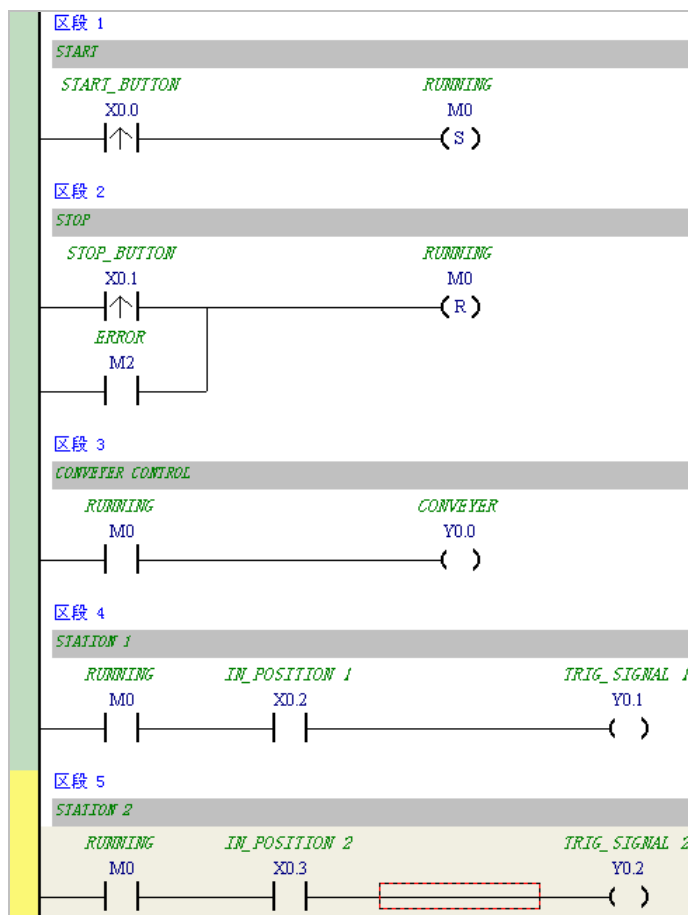 区段 1
START
START_BUTTON RUNNING
X0.0 M0
S
区段 2
STOP
STOP_BUTTON RUNNING
X0.1 M0
R
ERROR
M2
区段 3
CONVEYER CONTROL
RUNNING CONVEYER
M0 Y0.0
区段 4
STATION 1
RUNNING IN_POSITION 1 TRIG_SIGNAL 1
M0 X0.2 Y0.1
区段 5
STATION 2
RUNNING IN_POSITION 2 TRIG_SIGNAL 2
M0 X0.3 Y0.2